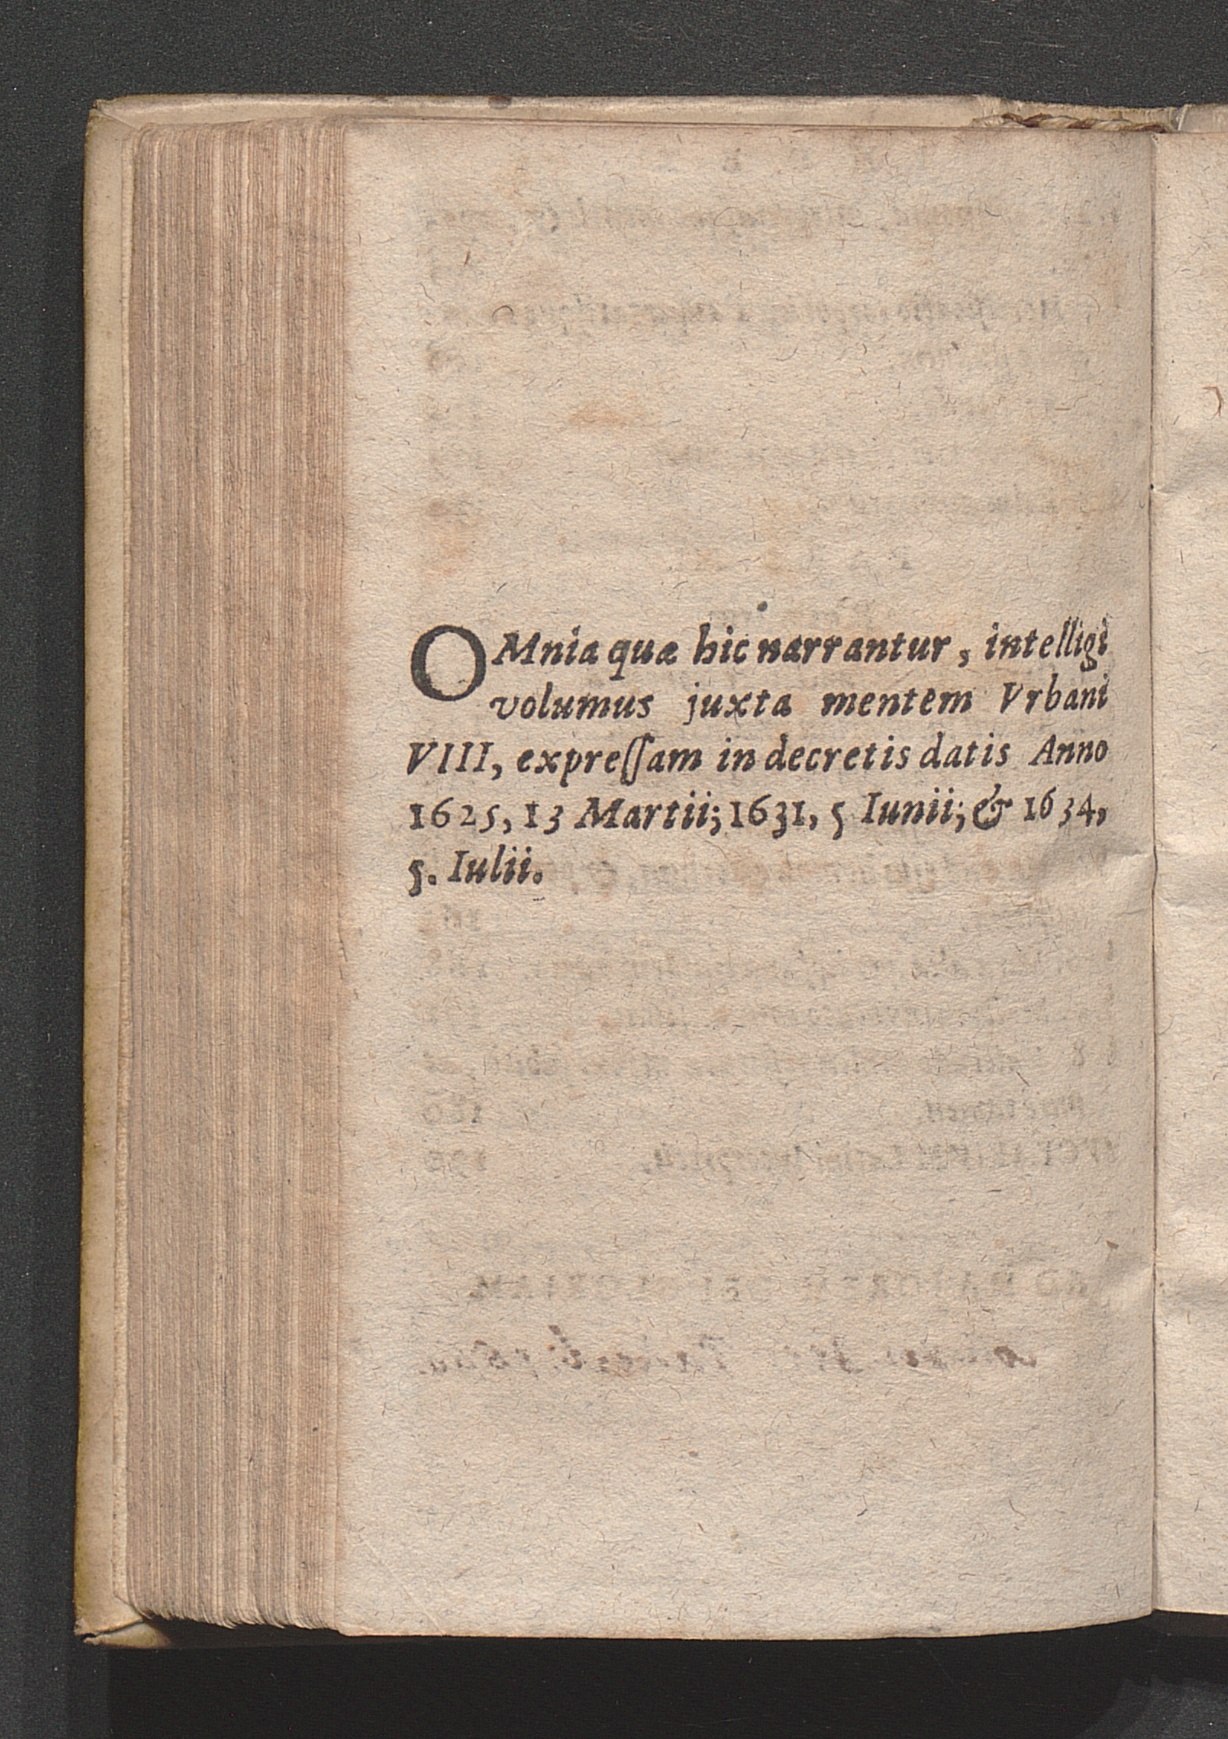 OMnia quæ hic narrantur, intelligi
volumus juxta mentem Vrbani
VIII, expreſſam in decretis datis Anno
1625, 13 Martii; 1631, 5 Iunii; & 1634,
5. Iulii.